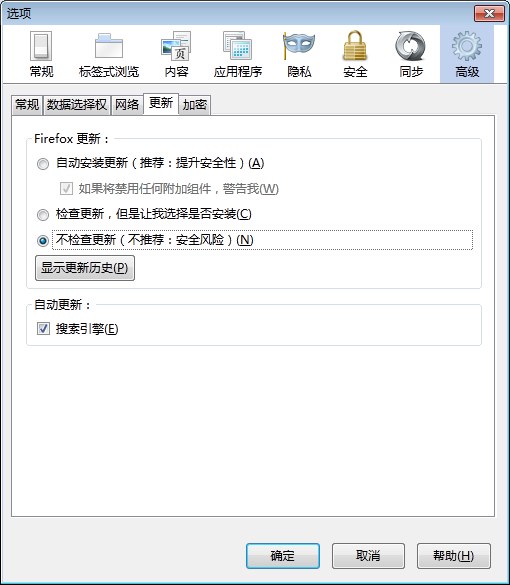 选项
常规 标签式浏览 内容 应用程序 隐私 安全 同步 高级
常规 数据选择权 网络 更新 加密
Firefox 更新：
自动安装更新（推荐：提升安全性）(A)
如果将禁用任何附加组件，警告我(W)
检查更新，但是让我选择是否安装(C)
不检查更新（不推荐：安全风险）(N)
显示更新历史(P)
自动更新：
搜索引擎(E)
确定 取消 帮助(H)